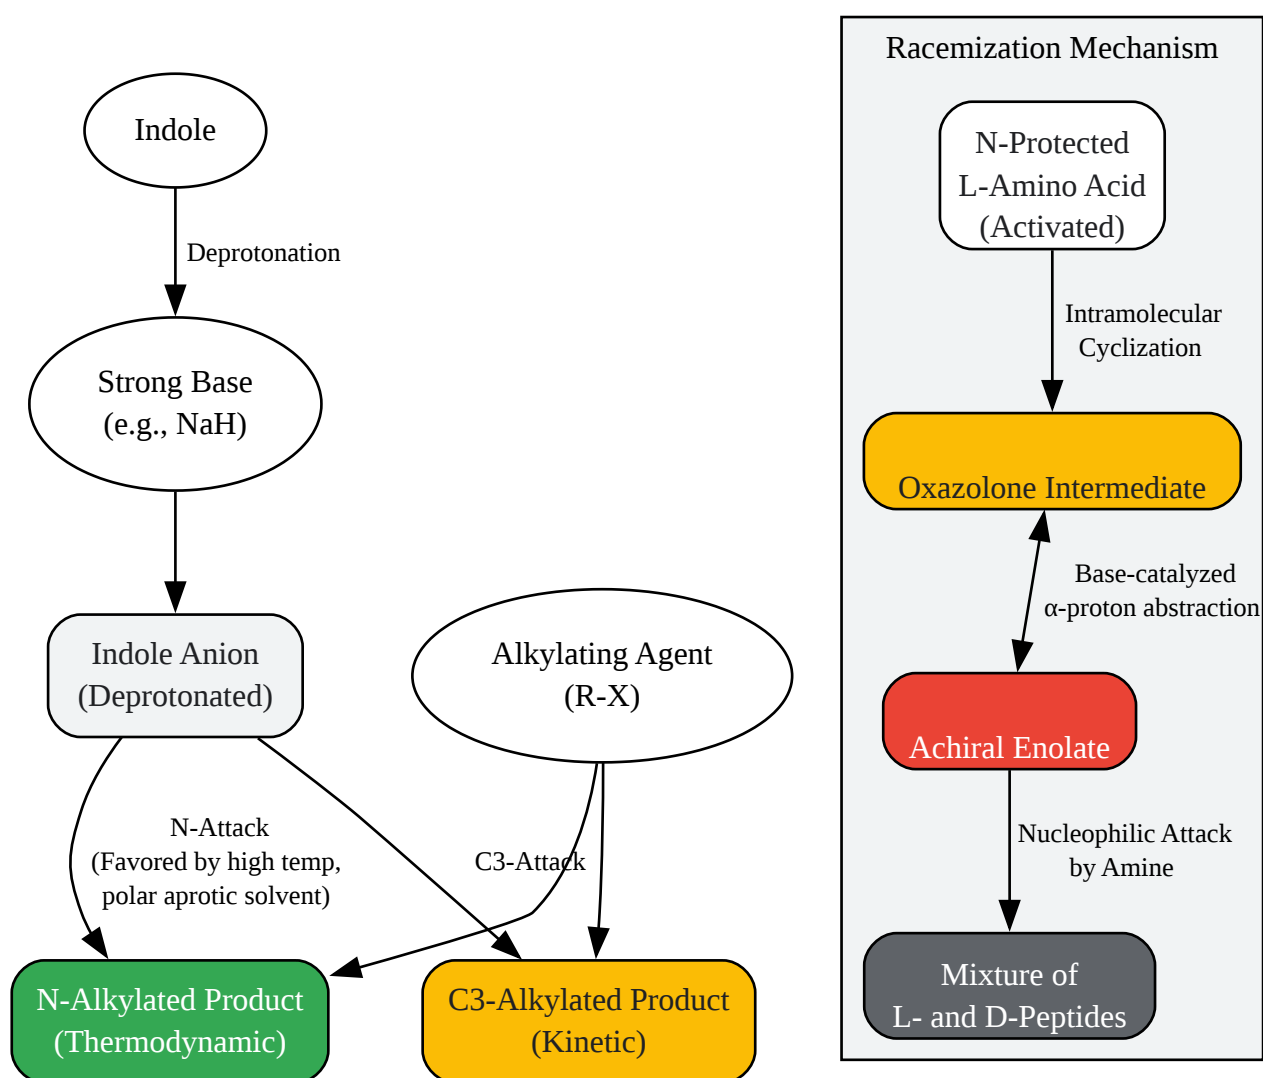 Indole
Deprotonation
Strong Base
(e.g., NaH)
Indole Anion
(Deprotonated)
Alkylating Agent
(R-X)
N-Attack
(Favored by high temp,
polar aprotic solvent)
C3-Attack
N-Alkylated Product
(Thermodynamic)
C3-Alkylated Product
(Kinetic)
Racemization Mechanism
N-Protected
L-Amino Acid
(Activated)
Intramolecular
Cyclization
Oxazolone Intermediate
Base-catalyzed
α-proton abstraction
Achiral Enolate
Nucleophilic Attack
by Amine
Mixture of
L- and D-Peptides